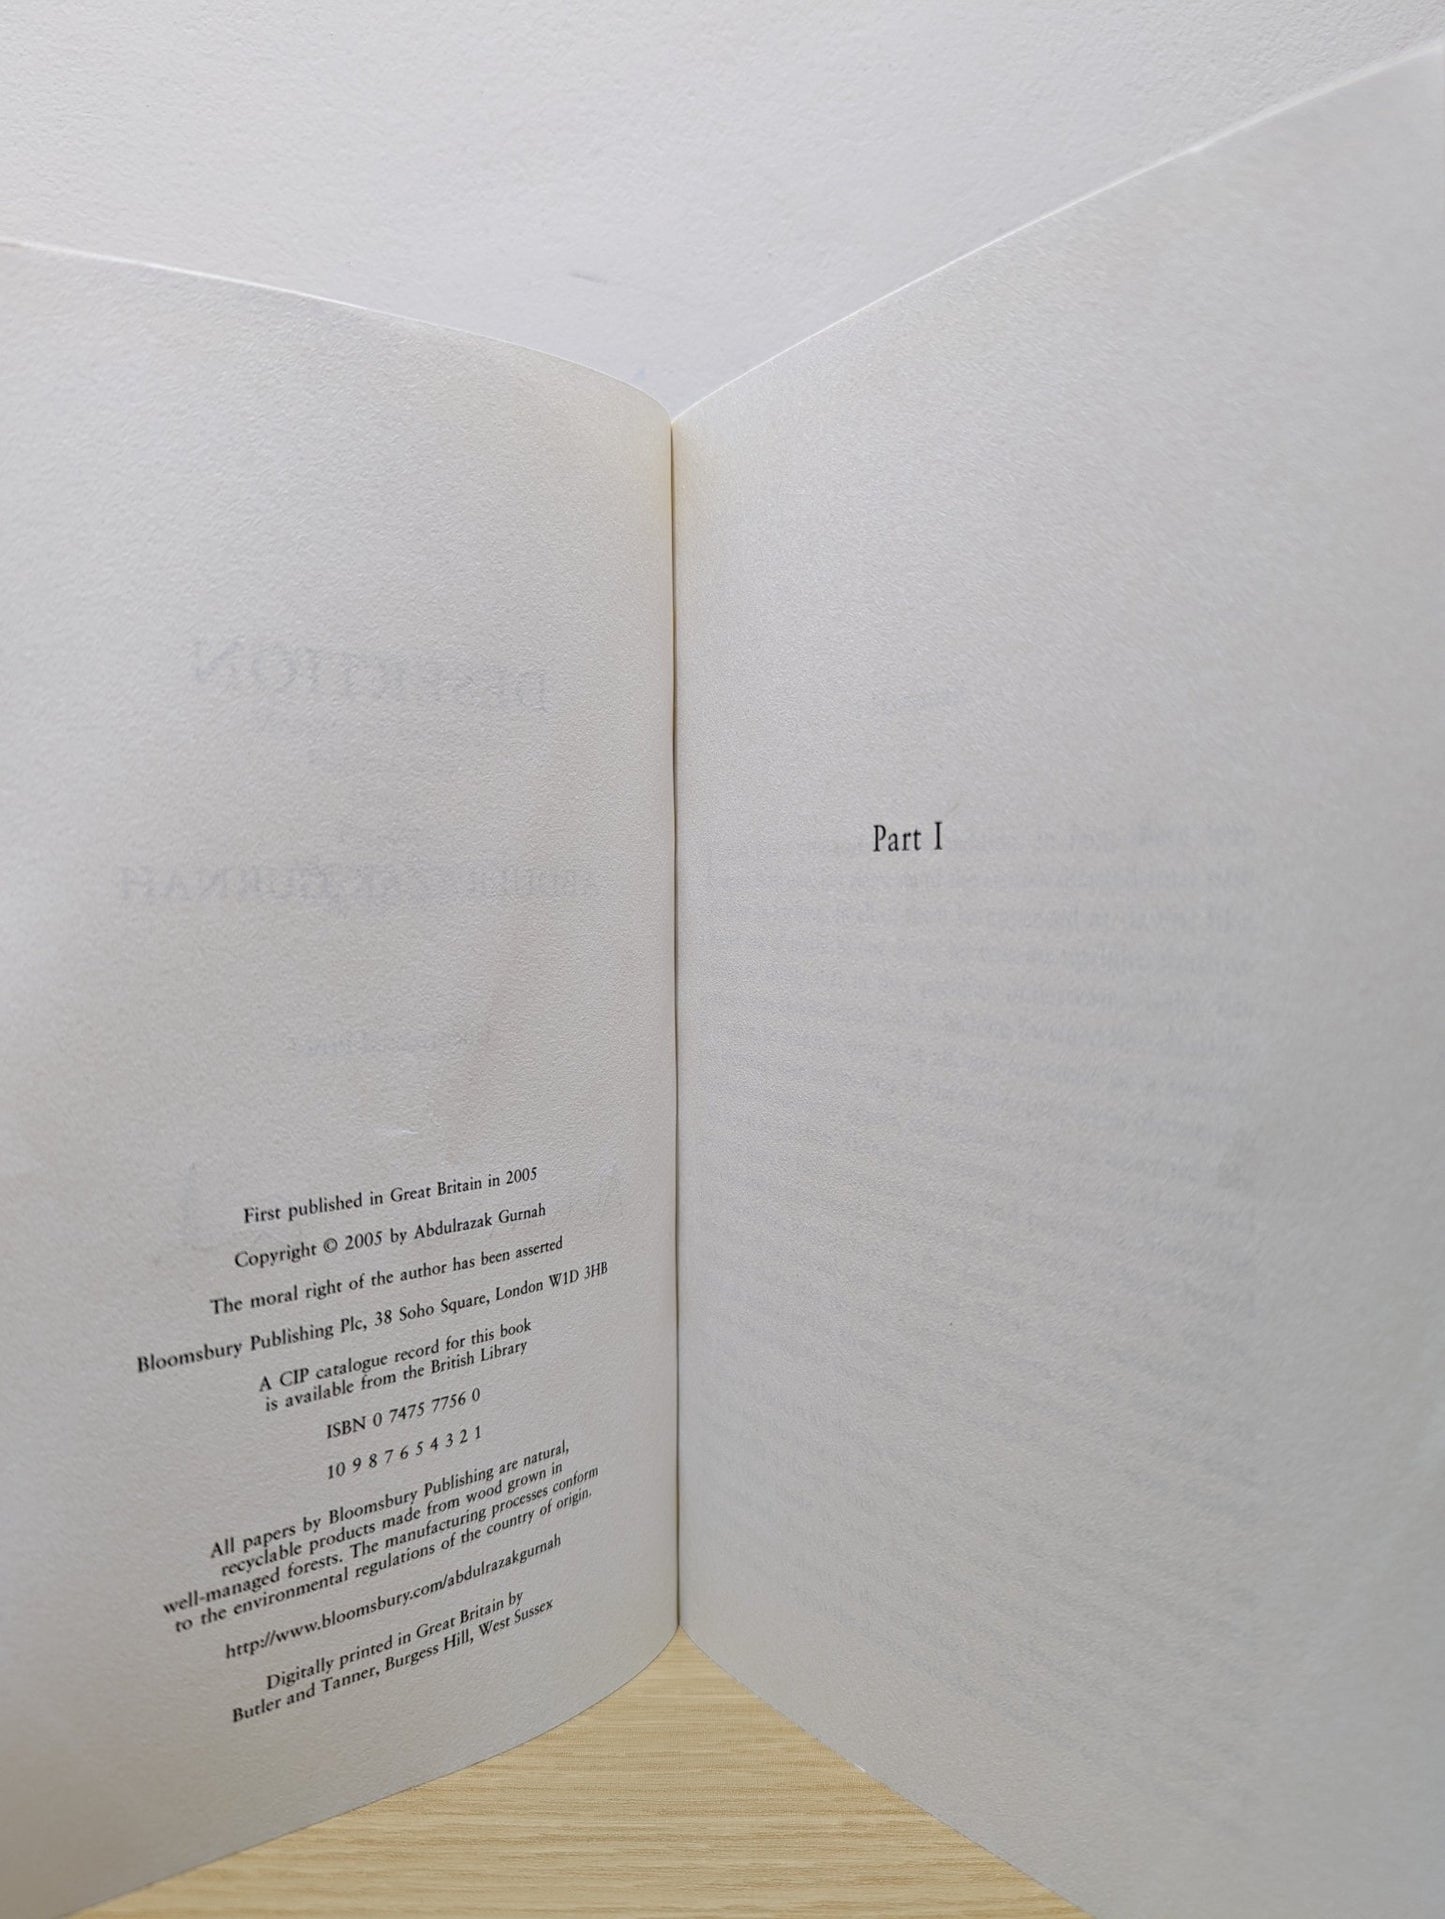 First published in Great Britain in 2005
Copyright © 2005 by Abdulrazak Gurnah
The moral right of the author has been asserted
Bloomsbury Publishing Plc, 38 Soho Square, London W1D 3HB
A CIP catalogue record for this book
is available from the British Library
ISBN 0 7475 7756 0
10 9 8 7 6 5 4 3 2 1
All papers by Bloomsbury Publishing are natural,
recyclable products made from wood grown in
well-managed forests. The manufacturing processes conform
to the environmental regulations of the country of origin.
http://www.bloomsbury.com/abdulrazakgurnah
Digitally printed in Great Britain by
Butler and Tanner, Burgess Hill, West Sussex
Part I